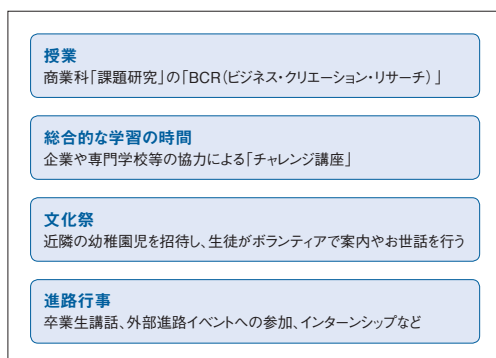 授業
商業科「課題研究」の「BCR(ビジネス・クリエーション・リサーチ)」
総合的な学習の時間
企業や専門学校等の協力による「チャレンジ講座」
文化祭
近隣の幼稚園児を招待し、生徒がボランティアで案内やお世話を行う
進路行事
卒業生講話、外部進路イベントへの参加、インターンシップなど